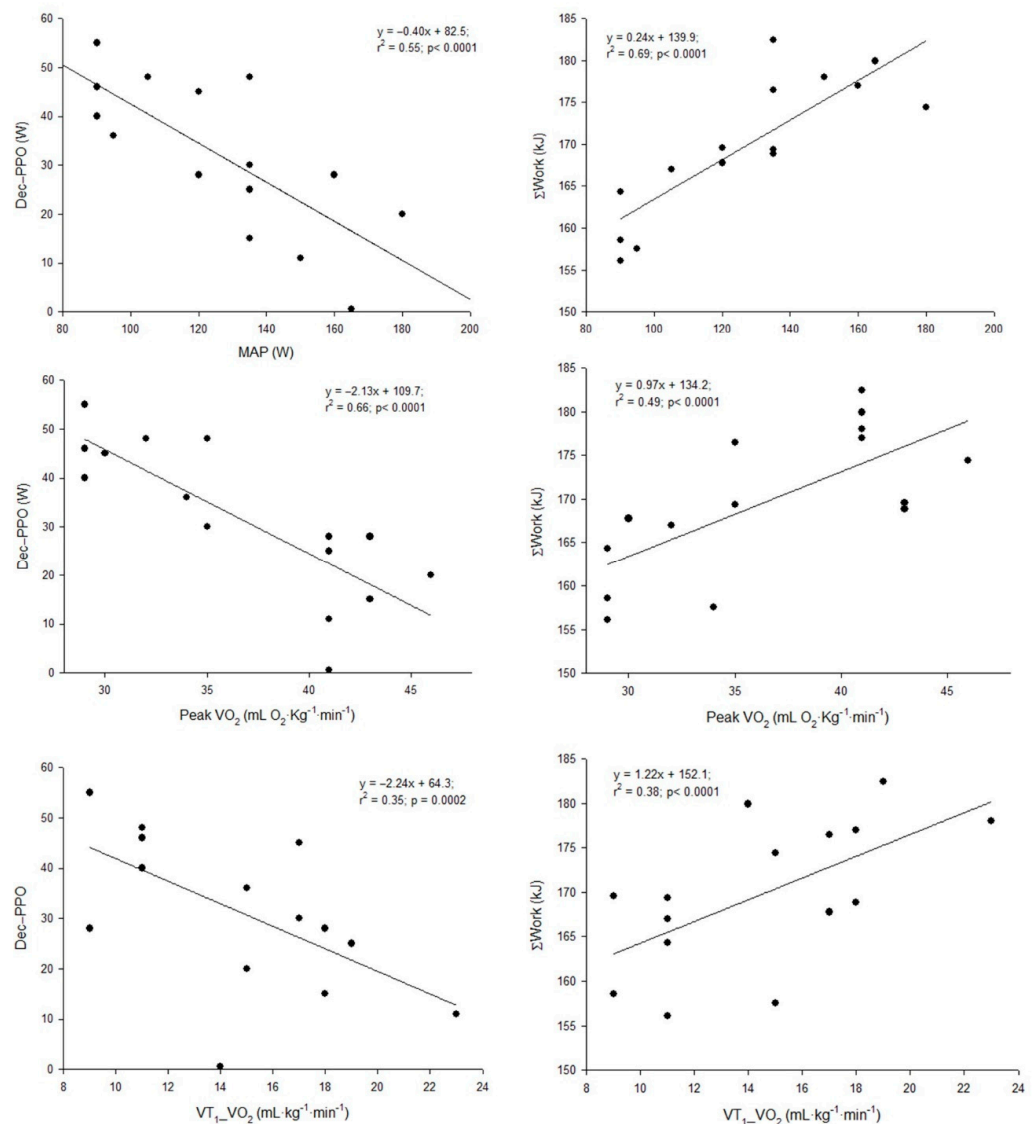 y = −0.40x + 82.5;
r² = 0.55; p< 0.0001
60
50
40
30
20
10
0
Dec−PPO (W)
80 100 120 140 160 180 200
MAP (W)
y = 0.24x + 139.9;
r² = 0.69; p< 0.0001
185
180
175
170
165
160
155
150
ΣWork (kJ)
80 100 120 140 160 180 200
y = −2.13x + 109.7;
r² = 0.66; p< 0.0001
60
50
40
30
20
10
0
Dec−PPO (W)
30 35 40 45
Peak VO₂ (mL O₂·Kg⁻¹·min⁻¹)
y = 0.97x + 134.2;
r² = 0.49; p< 0.0001
185
180
175
170
165
160
155
150
ΣWork (kJ)
30 35 40 45
Peak VO₂ (mL O₂·Kg⁻¹·min⁻¹)
y = −2.24x + 64.3;
r² = 0.35; p = 0.0002
60
50
40
30
20
10
0
Dec−PPO
8 10 12 14 16 18 20 22 24
VT₁_VO₂ (mL·kg⁻¹·min⁻¹)
y = 1.22x + 152.1;
r² = 0.38; p< 0.0001
185
180
175
170
165
160
155
150
ΣWork (kJ)
8 10 12 14 16 18 20 22 24
VT₁_VO₂ (mL·kg⁻¹·min⁻¹)